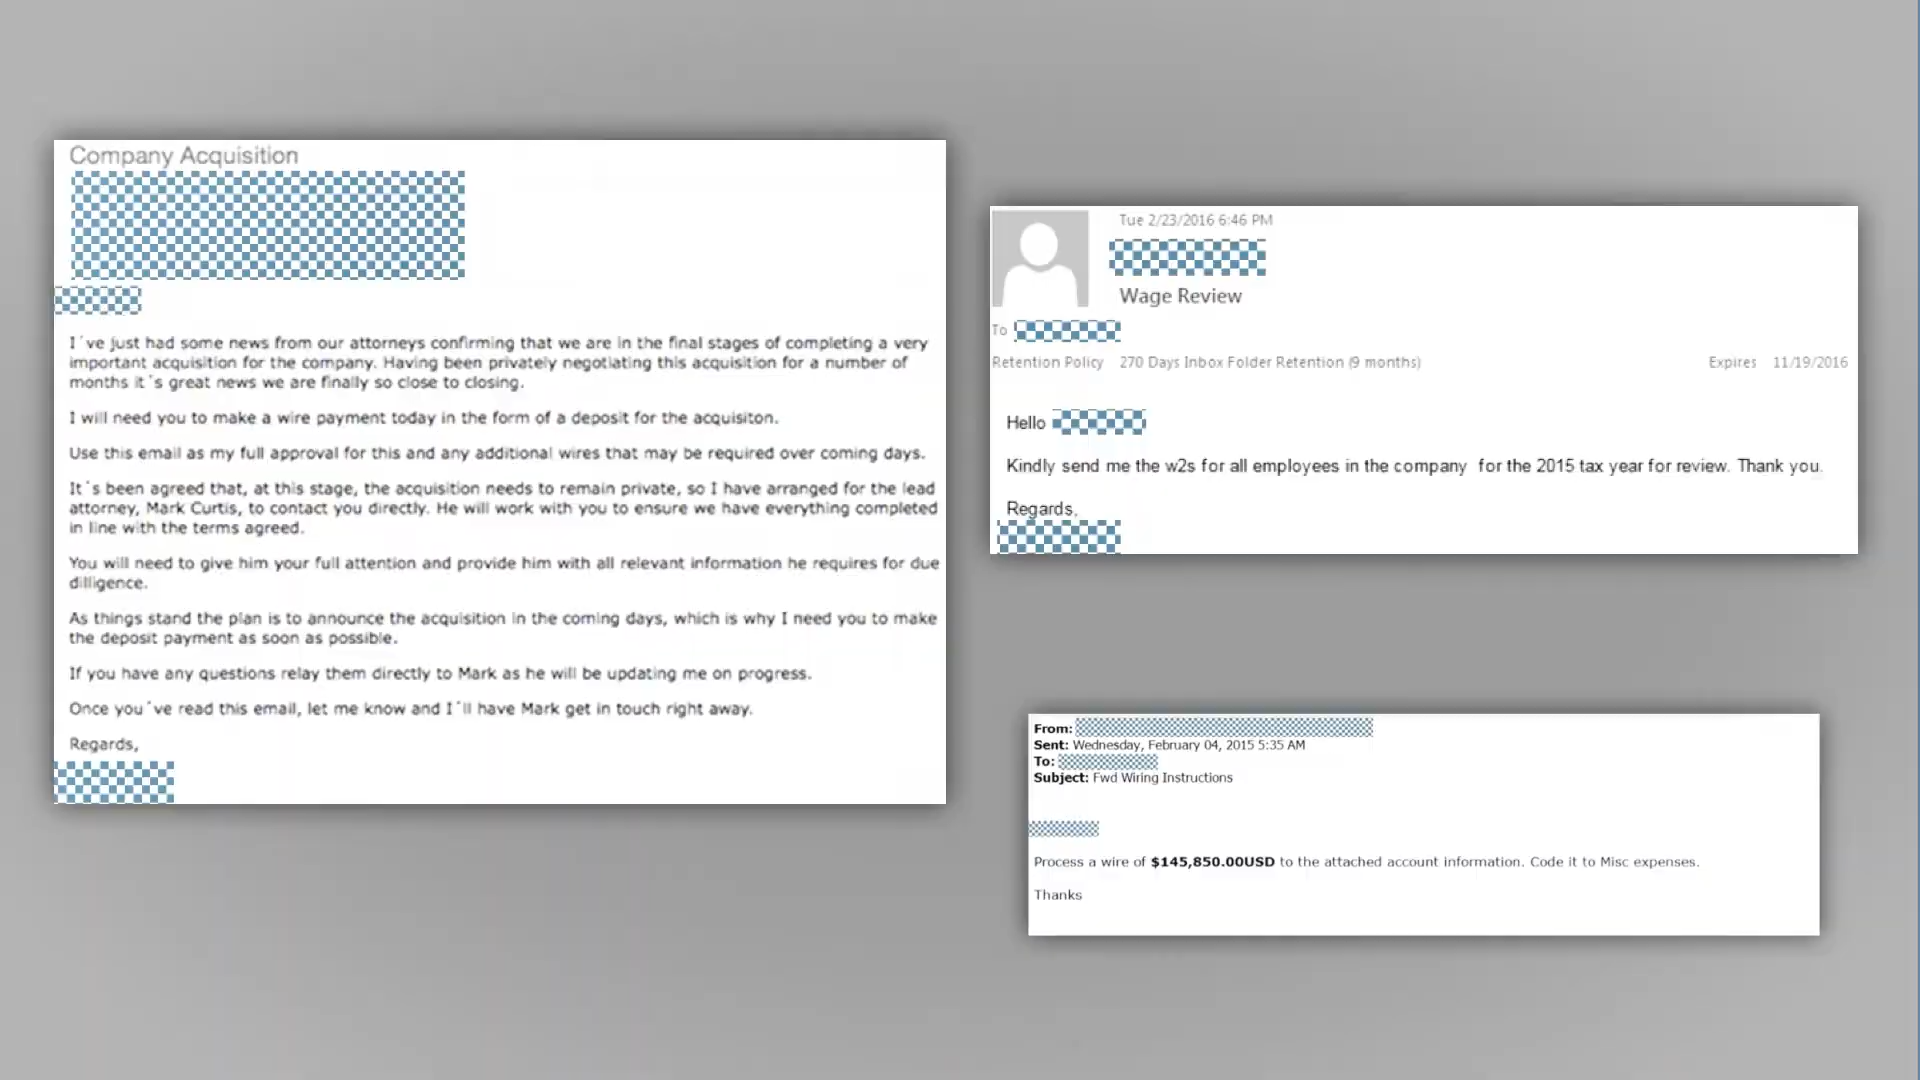 Company Acquisition
I´ve just had some news from our attorneys confirming that we are in the final stages of completing a very
important acquisition for the company. Having been privately negotiating this acquisition for a number of
months it´s great news we are finally so close to closing.
I will need you to make a wire payment today in the form of a deposit for the acquisiton.
Use this email as my full approval for this and any additional wires that may be required over coming days.
It´s been agreed that, at this stage, the acquisition needs to remain private, so I have arranged for the lead
attorney, Mark Curtis, to contact you directly. He will work with you to ensure we have everything completed
in line with the terms agreed.
You will need to give him your full attention and provide him with all relevant information he requires for due
dilligence.
As things stand the plan is to announce the acquisition in the coming days, which is why I need you to make
the deposit payment as soon as possible.
If you have any questions relay them directly to Mark as he will be updating me on progress.
Once you´ve read this email, let me know and I´ll have Mark get in touch right away.
Regards,
Tue 2/23/2016 6:46 PM
Wage Review
To
Retention Policy 270 Days Inbox Folder Retention (9 months) Expires 11/19/2016
Hello
Kindly send me the w2s for all employees in the company for the 2015 tax year for review. Thank you.
Regards,
From:
Sent: Wednesday, February 04, 2015 5:35 AM
To:
Subject: Fwd Wiring Instructions
Process a wire of $145,850.00USD to the attached account information. Code it to Misc expenses.
Thanks